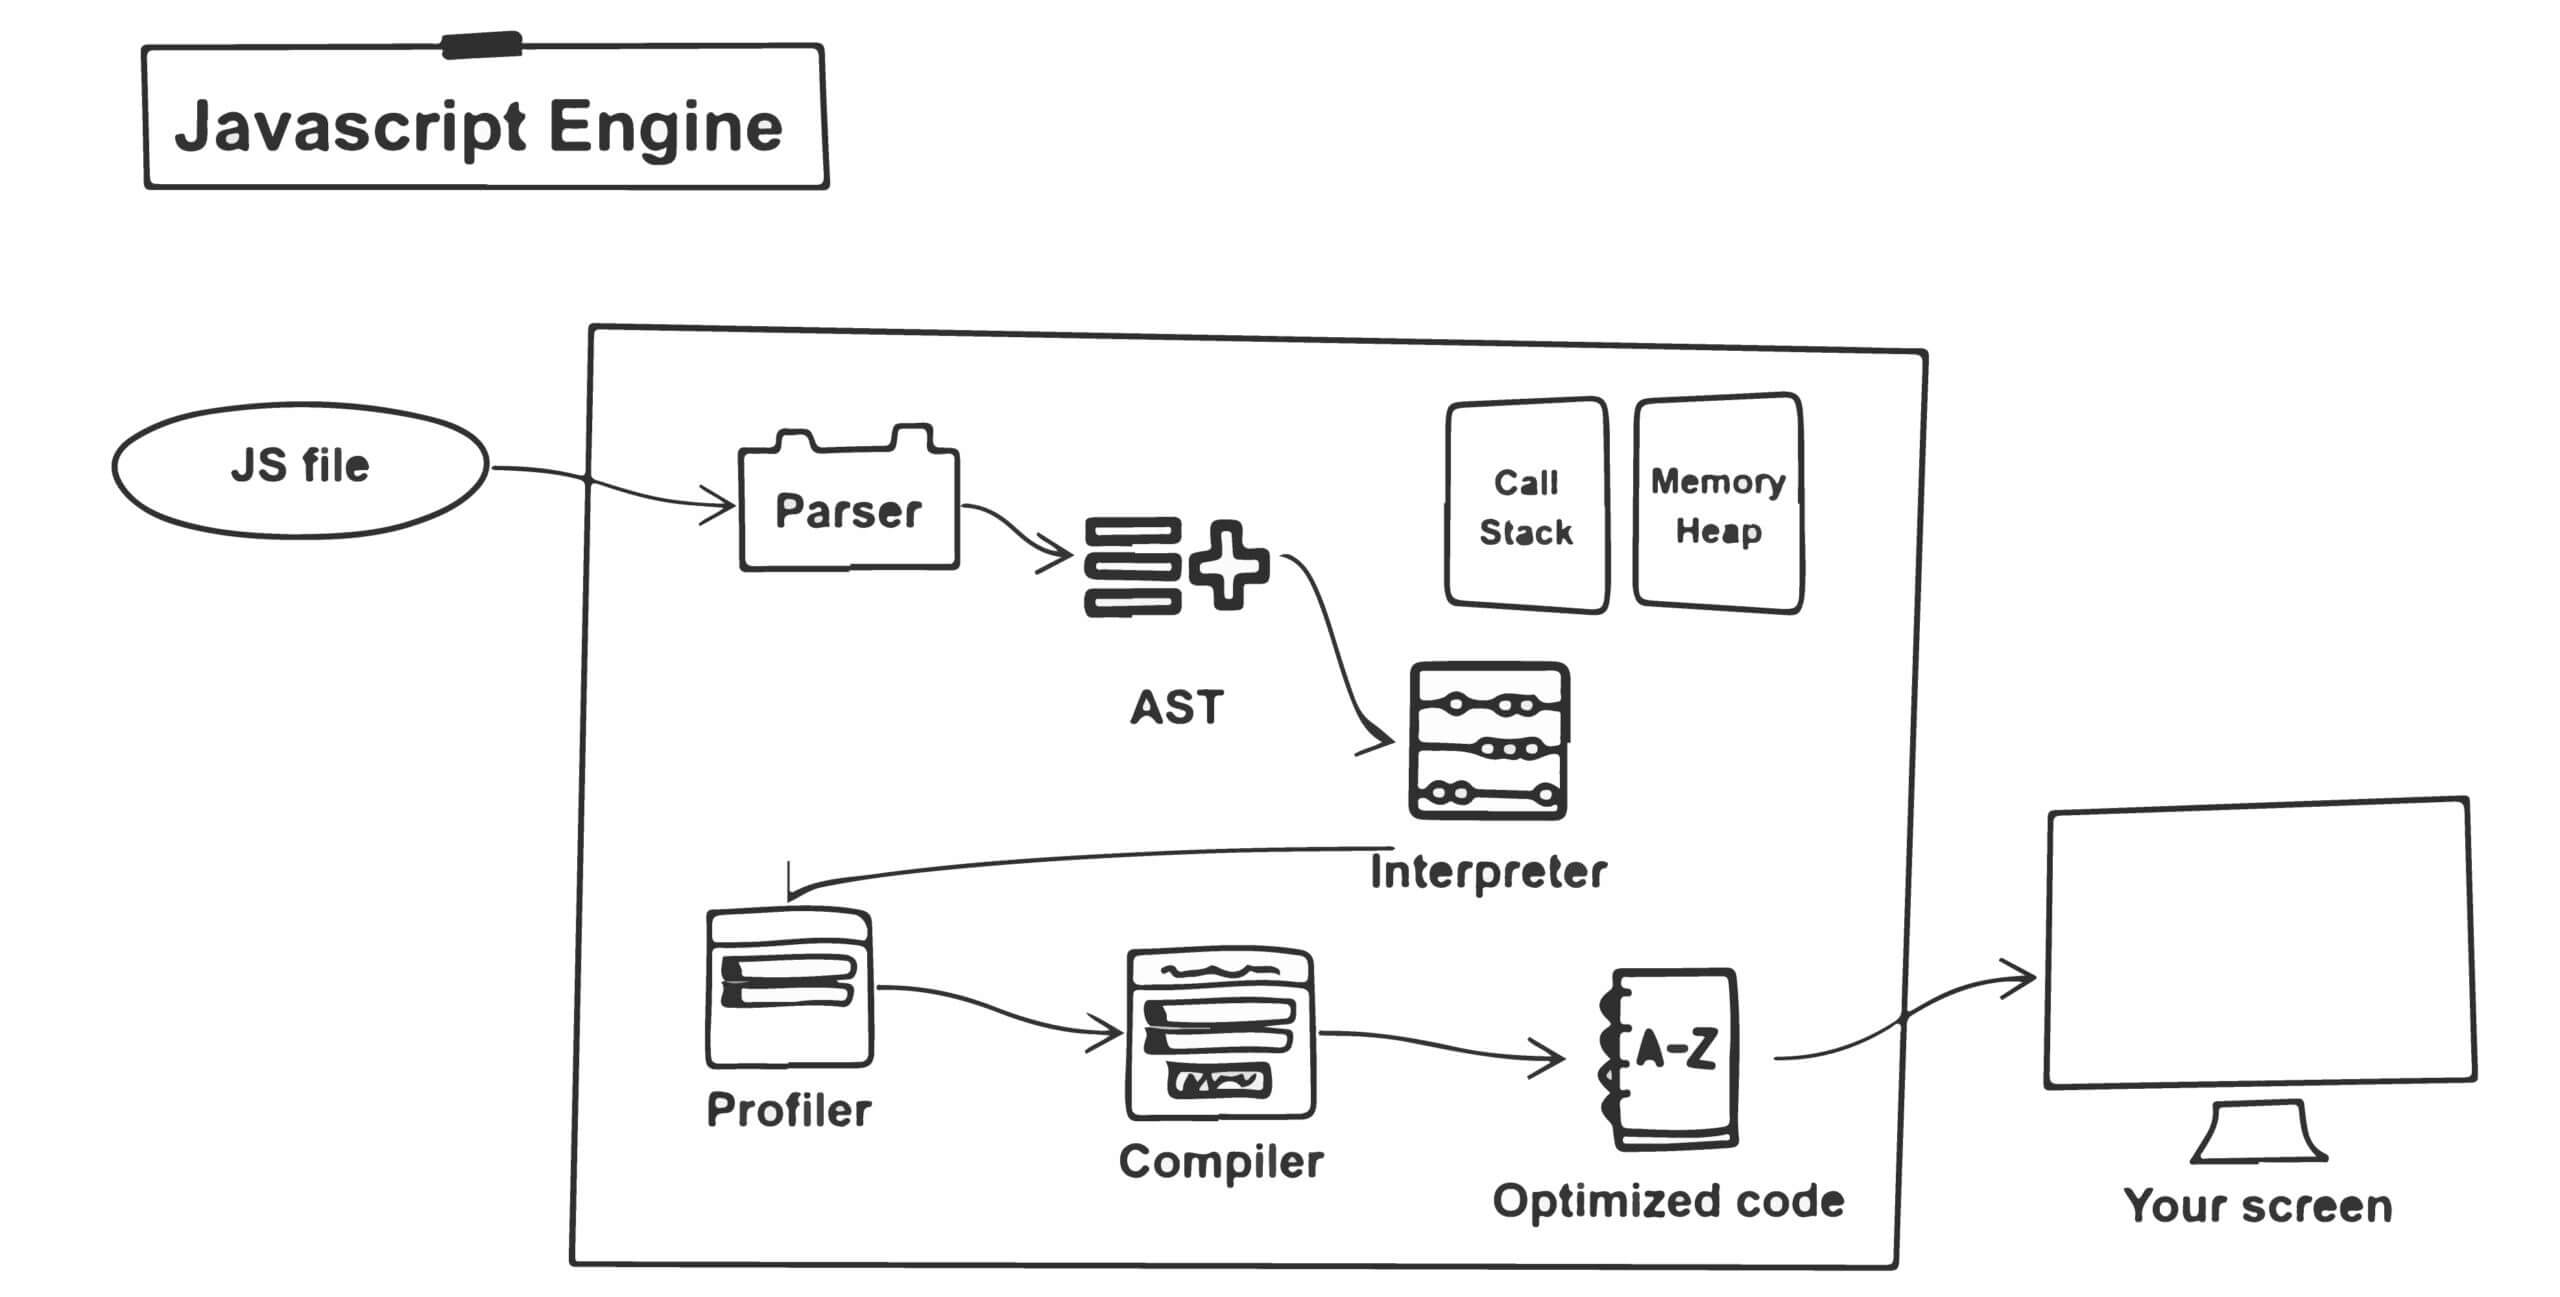 Javascript Engine
JS file
Parser
Call
Stack
Memory
Heap
AST
Interpreter
Profiler
Compiler
A-Z
Optimized code
Your screen